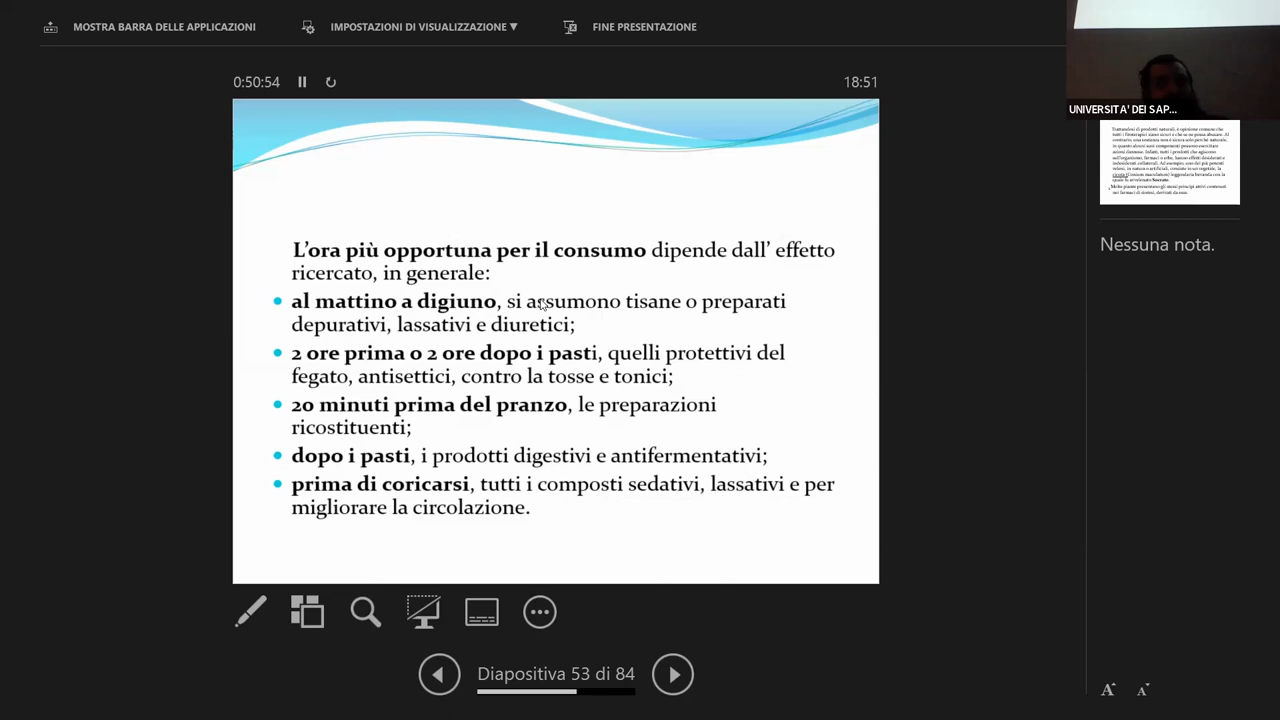 MOSTRA BARRA DELLE APPLICAZIONI
IMPOSTAZIONI DI VISUALIZZAZIONE ▼
FINE PRESENTAZIONE
0:50:54
18:51
UNIVERSITA' DEI SAP...
L'ora più opportuna per il consumo dipende dall' effetto
ricercato, in generale:
• al mattino a digiuno, si assumono tisane o preparati
depurativi, lassativi e diuretici;
• 2 ore prima o 2 ore dopo i pasti, quelli protettivi del
fegato, antisettici, contro la tosse e tonici;
• 20 minuti prima del pranzo, le preparazioni
ricostituenti;
• dopo i pasti, i prodotti digestivi e antifermentativi;
• prima di coricarsi, tutti i composti sedativi, lassativi e per
migliorare la circolazione.
Nessuna nota.
Diapositiva 53 di 84
A A